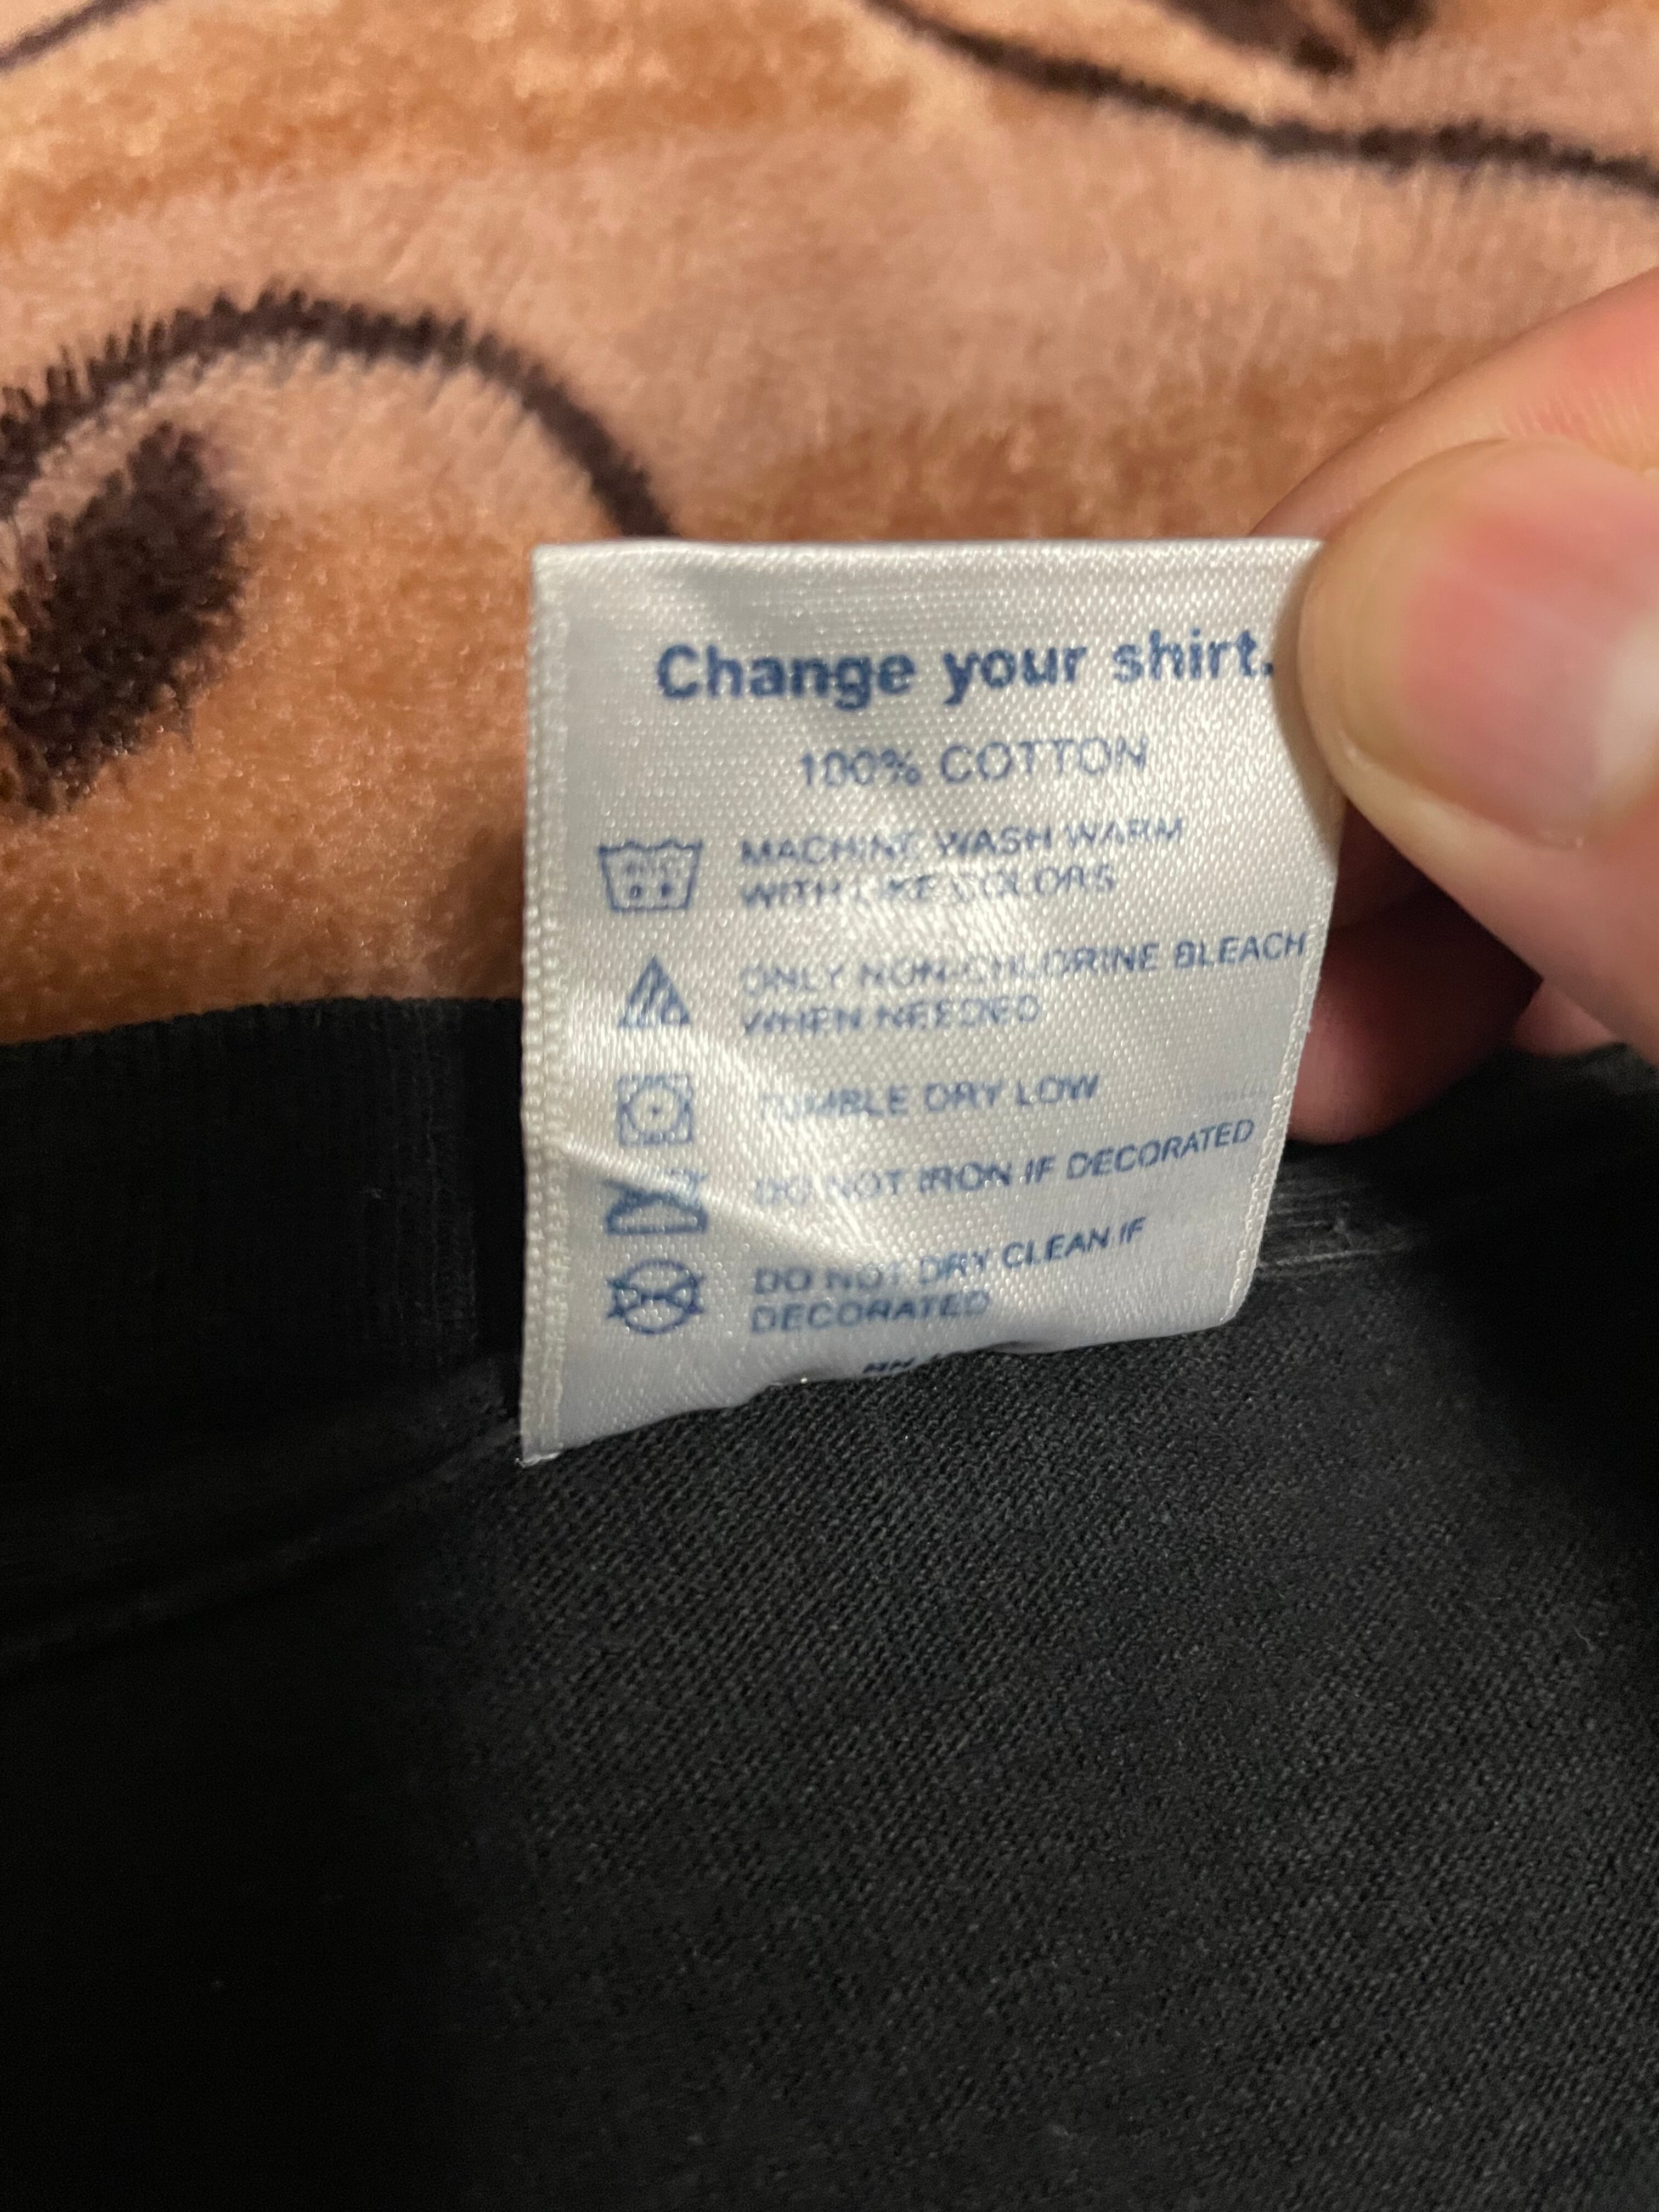 Change your shirt.
100% COTTON
MACHINE WASH WARM
WITH LIKE COLORS
ONLY NON-CHLORINE BLEACH
WHEN NEEDED
TUMBLE DRY LOW
DO NOT IRON IF DECORATED
DO NOT DRY CLEAN IF
DECORATED